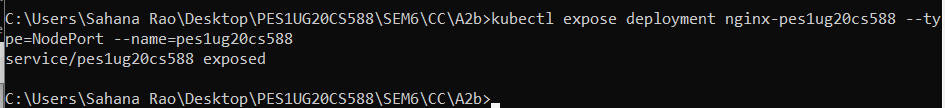 C:\Users\Sahana Rao\Desktop\PES1UG20CS588\SEM6\CC\A2b>kubectl expose deployment nginx-pes1ug20cs588 --ty
pe=NodePort --name=pes1ug20cs588
service/pes1ug20cs588 exposed
C:\Users\Sahana Rao\Desktop\PES1UG20CS588\SEM6\CC\A2b>